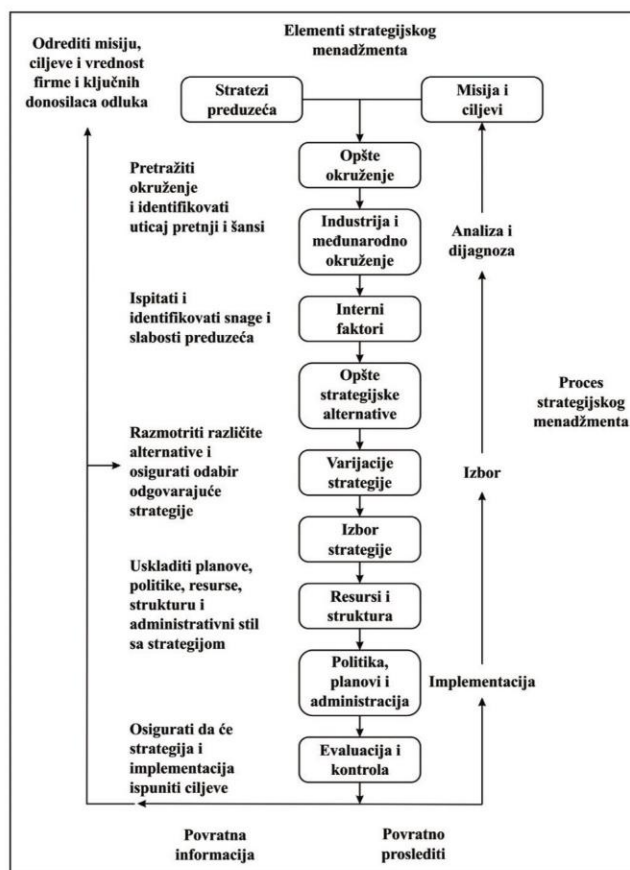 Elementi strategijskog
menadžmenta
Odrediti misiju,
ciljeve i vrednost
firme i ključnih
donosilaca odluka
Stratezi
preduzeća
Misija i
ciljevi
Opšte
okruženje
Pretražiti
okruženje
i identifikovati
uticaj pretnji i šansi
Industrija i
međunarodno
okruženje
Analiza i
dijagnoza
Ispitati i
identifikovati snage i
slabosti preduzeća
Interni
faktori
Opšte
strategijske
alternative
Proces
strategijskog
menadžmenta
Razmotriti različite
alternative i
osigurati odabir
odgovarajuće
strategije
Varijacije
strategije
Izbor
Izbor
strategije
Uskladiti planove,
politike, resurse,
strukturu i
administrativni stil
sa strategijom
Resursi i
struktura
Politika,
planovi i
administracija
Implementacija
Osigurati da će
strategija i
implementacija
ispuniti ciljeve
Evaluacija i
kontrola
Povratna
informacija
Povratno
proslediti